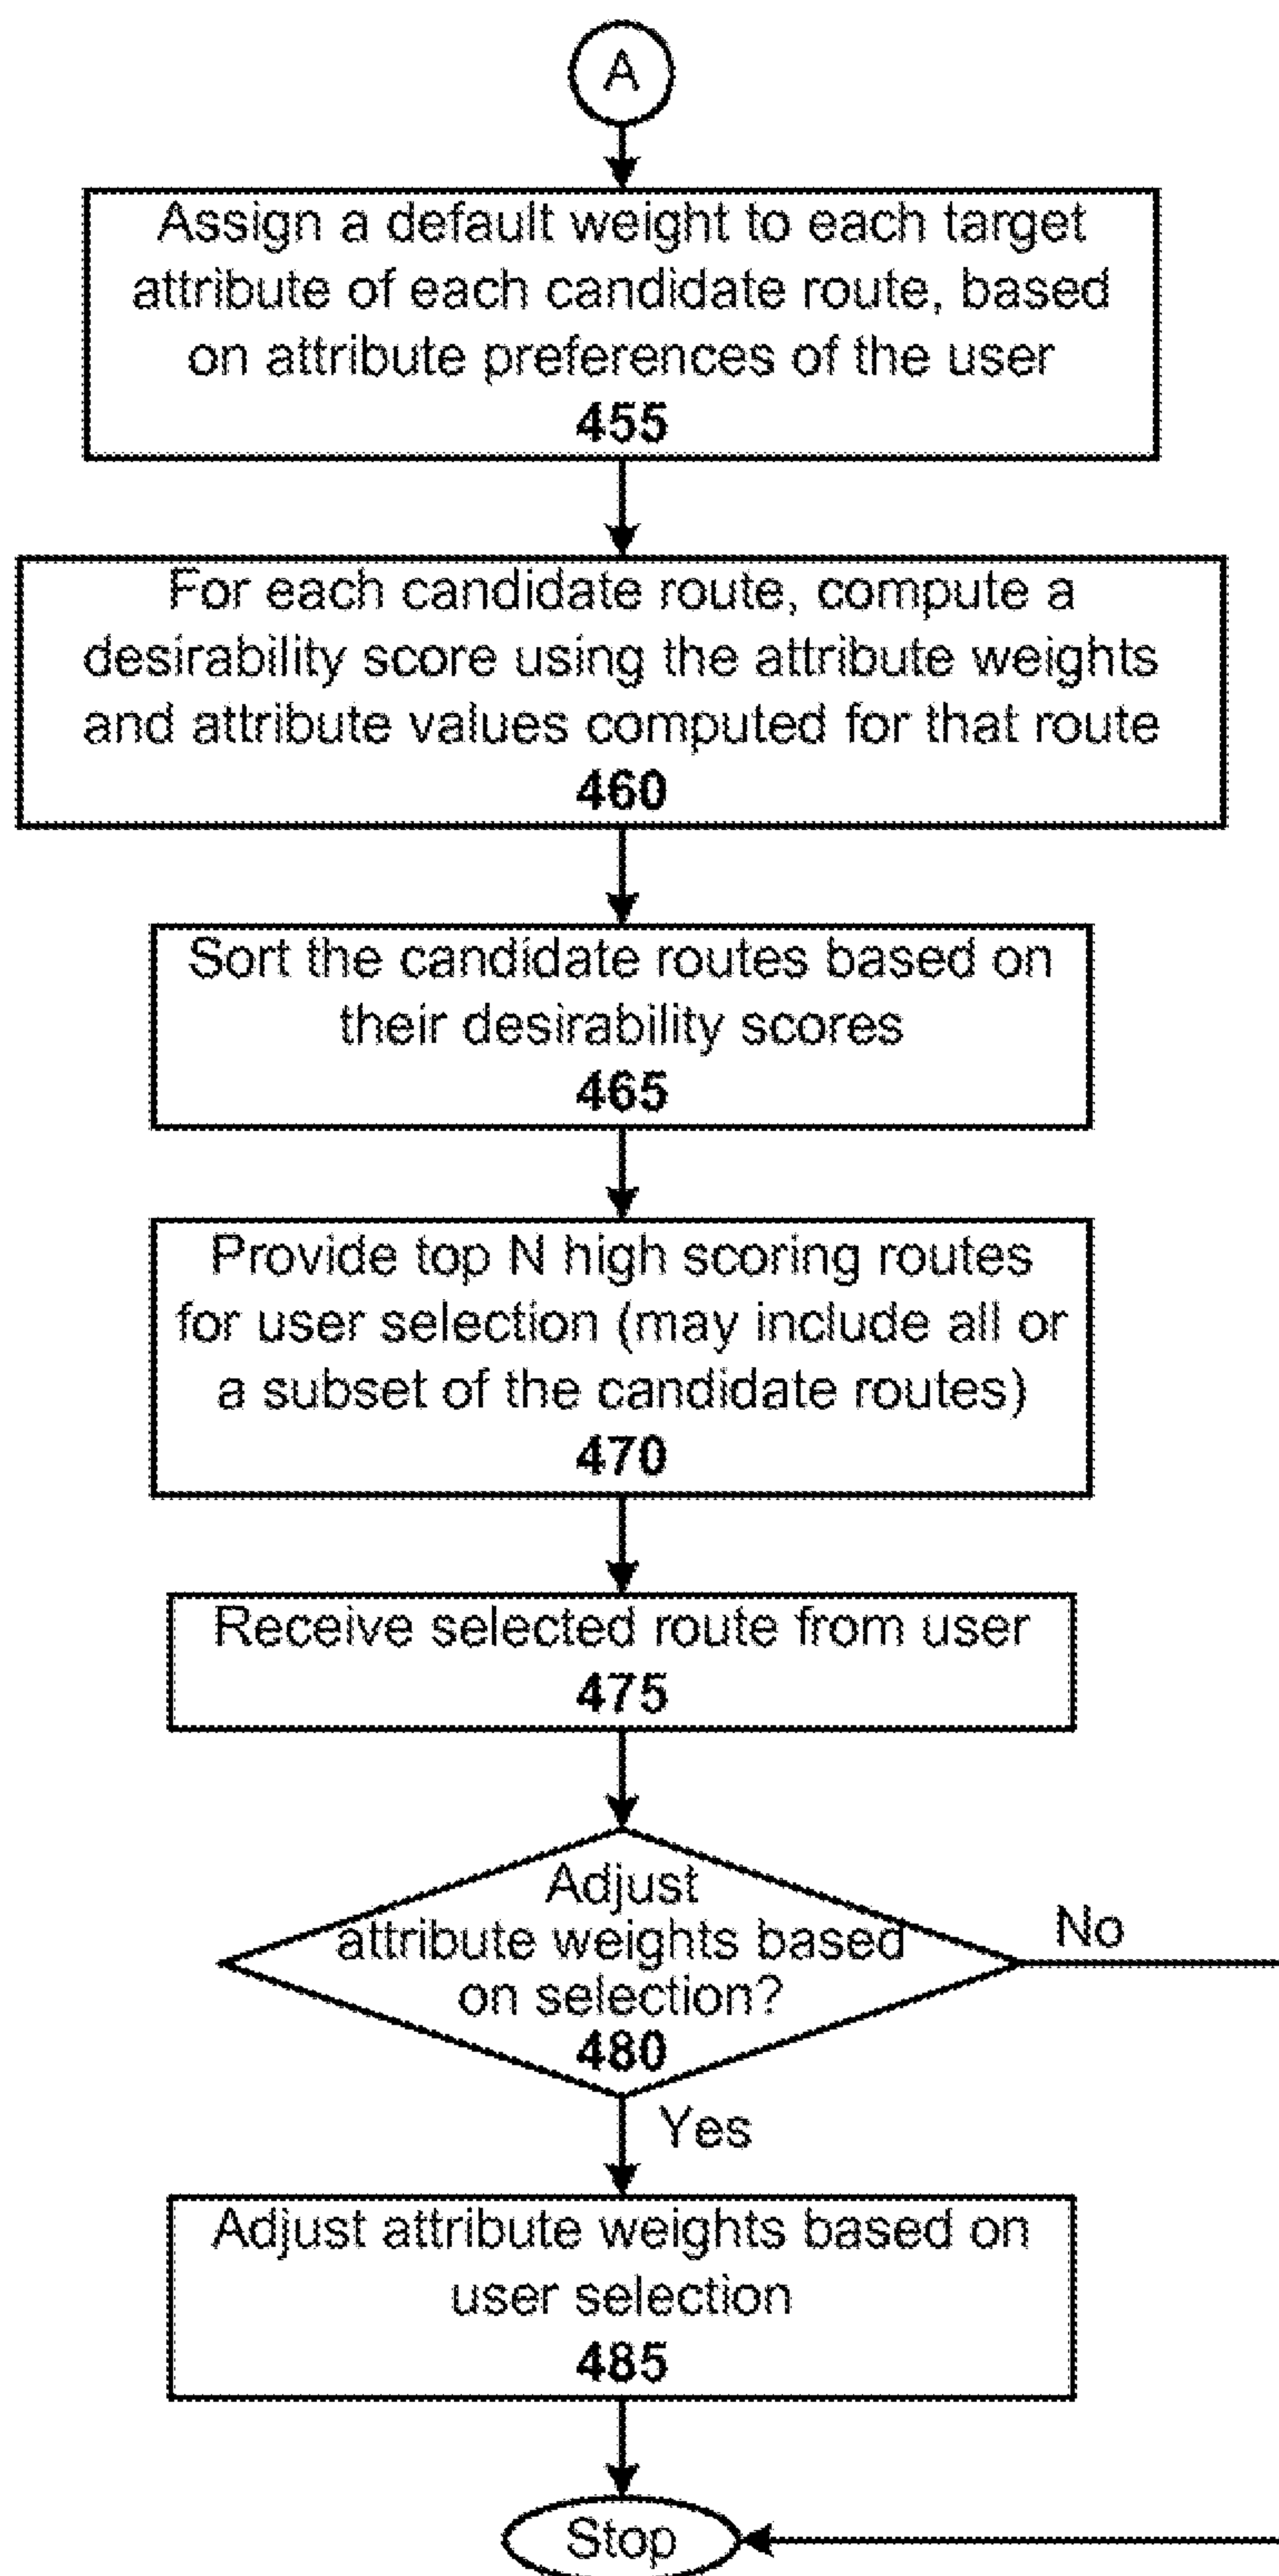 A
Assign a default weight to each target
attribute of each candidate route, based
on attribute preferences of the user
455
For each candidate route, compute a
desirability score using the attribute weights
and attribute values computed for that route
460
Sort the candidate routes based on
their desirability scores
465
Provide top N high scoring routes
for user selection (may include all or
a subset of the candidate routes)
470
Receive selected route from user
475
Adjust
attribute weights based
on selection?
480
No
Yes
Adjust attribute weights based on
user selection
485
Stop